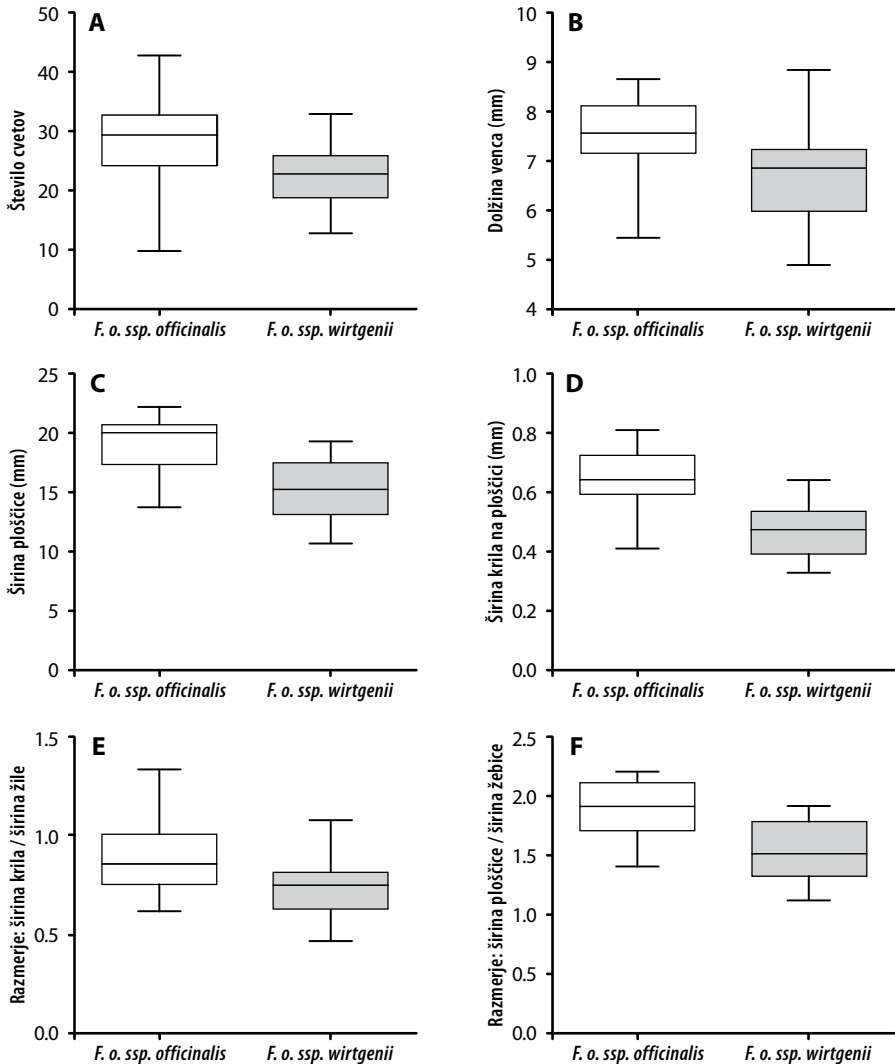 A
Število cvetov
50
40
30
20
10
0
F. o. ssp. officinalis
F. o. ssp. wirtgenii
B
Dolžina venca (mm)
10
9
8
7
6
5
4
F. o. ssp. officinalis
F. o. ssp. wirtgenii
C
Širina ploščice (mm)
25
20
15
10
5
0
F. o. ssp. officinalis
F. o. ssp. wirtgenii
D
Širina krila na ploščici (mm)
1.0
0.8
0.6
0.4
0.2
0.0
F. o. ssp. officinalis
F. o. ssp. wirtgenii
E
Razmerje: širina krila / širina žile
1.5
1.0
0.5
0.0
F. o. ssp. officinalis
F. o. ssp. wirtgenii
F
Razmerje: širina ploščice / širina žebice
2.5
2.0
1.5
1.0
0.5
0.0
F. o. ssp. officinalis
F. o. ssp. wirtgenii